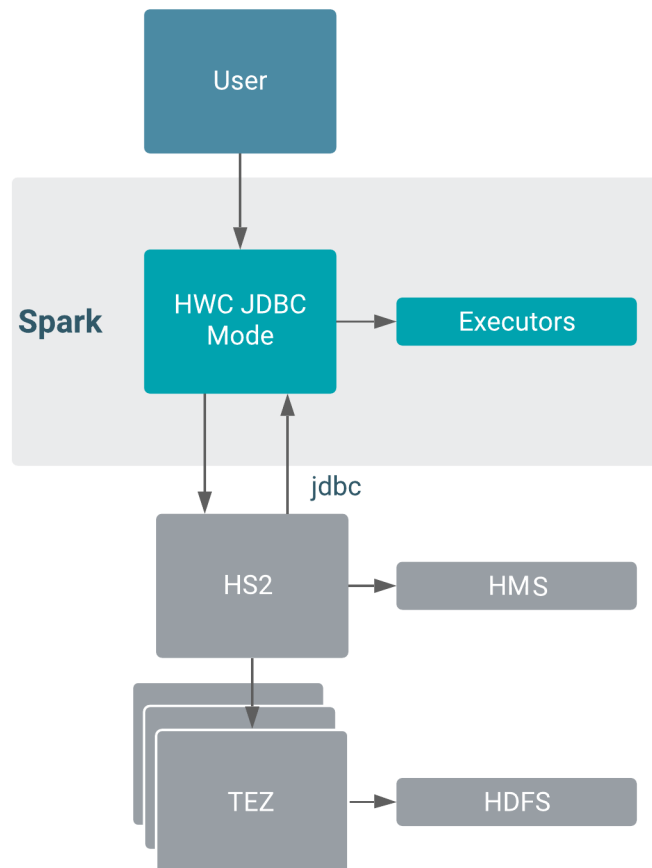 User
Spark
HWC JDBC
Mode
Executors
jdbc
HS2
HMS
TEZ
HDFS